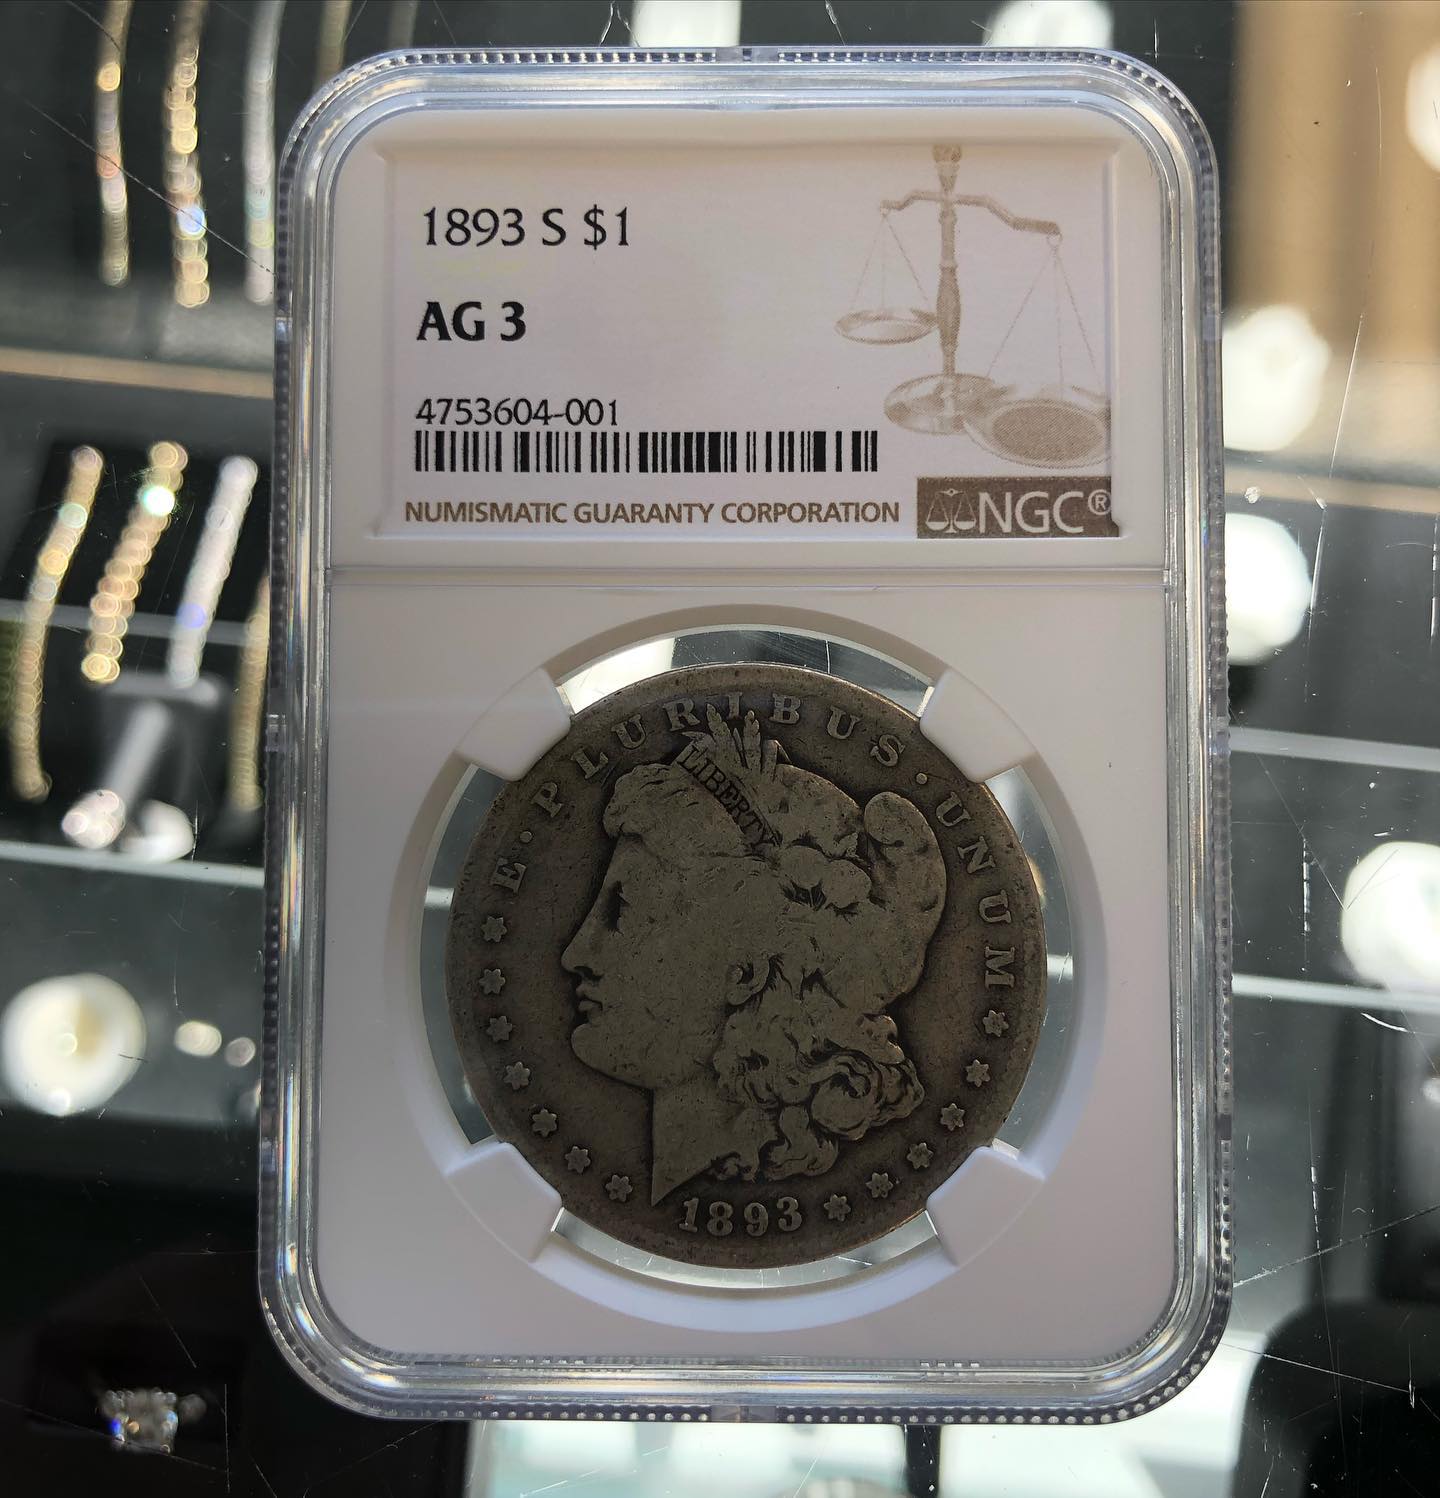 1893 S $1
AG 3
4753604-001
NUMISMATIC GUARANTY CORPORATION
NGC®
E·PLURIBUS·UNUM
LIBERTY
1893